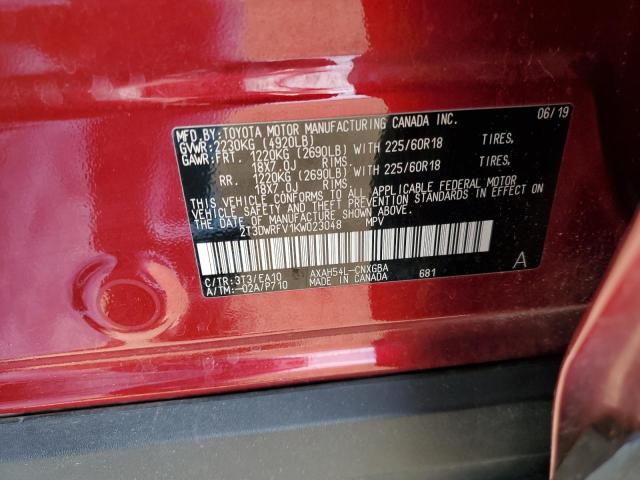 MFD. BY: TOYOTA MOTOR MANUFACTURING CANADA INC. 06/19
GVWR: 2230KG (4920LB)
GAWR: FRT. 1220KG (2690LB) WITH 225/60R18 TIRES,
18X7.0J RIMS.
RR. 1220KG (2690LB) WITH 225/60R18 TIRES,
18X7.0J RIMS.
THIS VEHICLE CONFORMS TO ALL APPLICABLE FEDERAL MOTOR
VEHICLE SAFETY AND BUMPER STANDARDS IN EFFECT ON
THE DATE OF MANUFACTURE SHOWN ABOVE.
2T3DWRFV1KW023048 MPV
C/TR: 3T3/EA10 AXAH54L-CNXGBA 681 A
A/TM: -02A/P710 MADE IN CANADA